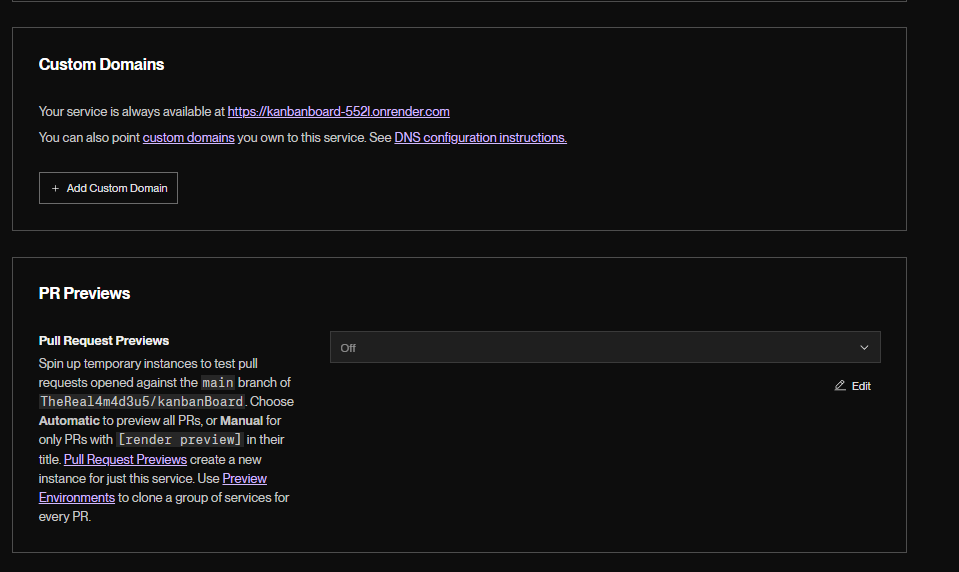 Custom Domains
Your service is always available at https://kanbanboard-552l.onrender.com
You can also point custom domains you own to this service. See DNS configuration instructions.
+ Add Custom Domain
PR Previews
Pull Request Previews
Spin up temporary instances to test pull
requests opened against the main branch of
TheReal4m4d3u5/kanbanBoard. Choose
Automatic to preview all PRs, or Manual for
only PRs with [render preview] in their
title. Pull Request Previews create a new
instance for just this service. Use Preview
Environments to clone a group of services for
every PR.
Off
Edit